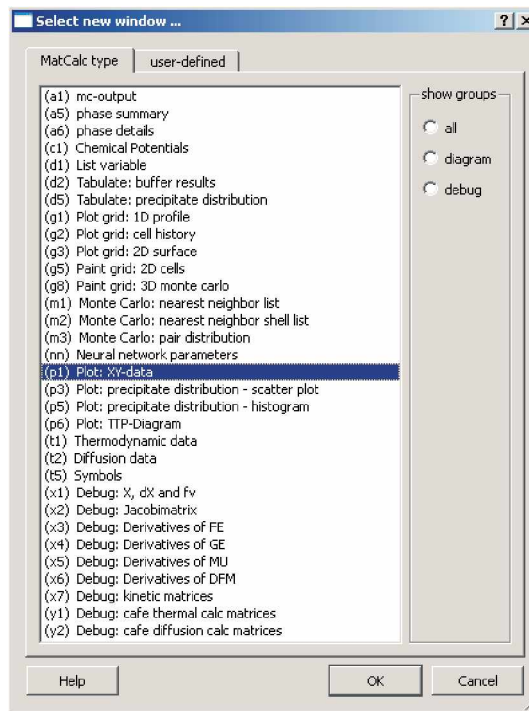 Select new window ...
MatCalc type
user-defined
(a1) mc-output
(a5) phase summary
(a6) phase details
(c1) Chemical Potentials
(d1) List variable
(d2) Tabulate: buffer results
(d5) Tabulate: precipitate distribution
(g1) Plot grid: 1D profile
(g2) Plot grid: cell history
(g3) Plot grid: 2D surface
(g5) Paint grid: 2D cells
(g8) Paint grid: 3D monte carlo
(m1) Monte Carlo: nearest neighbor list
(m2) Monte Carlo: nearest neighbor shell list
(m3) Monte Carlo: pair distribution
(nn) Neural network parameters
(p1) Plot: XY-data
(p3) Plot: precipitate distribution - scatter plot
(p5) Plot: precipitate distribution - histogram
(p6) Plot: TTP-Diagram
(t1) Thermodynamic data
(t2) Diffusion data
(t5) Symbols
(x1) Debug: X, dX and fv
(x2) Debug: Jacobimatrix
(x3) Debug: Derivatives of FE
(x4) Debug: Derivatives of GE
(x5) Debug: Derivatives of MU
(x6) Debug: Derivatives of DFM
(x7) Debug: kinetic matrices
(y1) Debug: cafe thermal calc matrices
(y2) Debug: cafe diffusion calc matrices
show groups
all
diagram
debug
Help
OK
Cancel